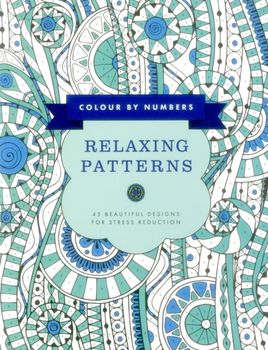 COLOUR BY NUMBERS
RELAXING
PATTERNS
45 BEAUTIFUL DESIGNS
FOR STRESS REDUCTION